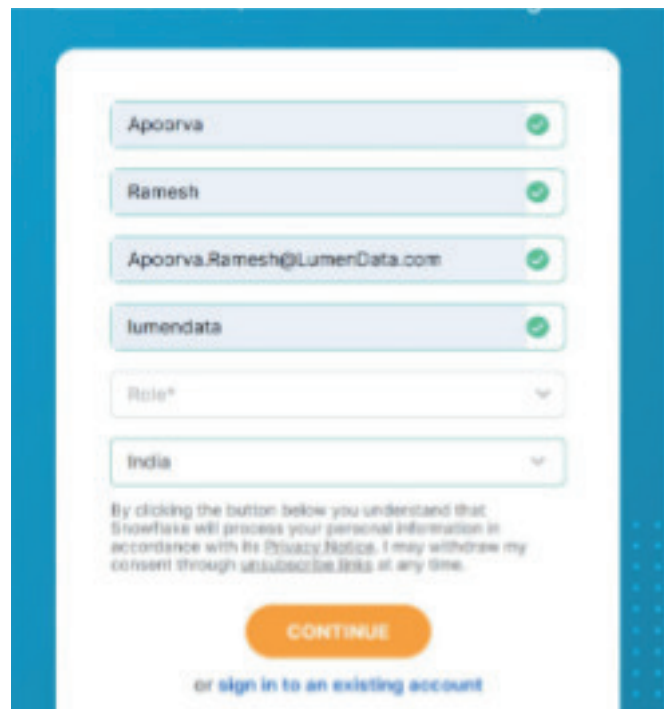 Apoorva
Ramesh
Apoorva.Ramesh@LumenData.com
lumendata
Role*
India
By clicking the button below you understand that
Snowflake will process your personal information in
accordance with its Privacy Notice. I may withdraw my
consent through unsubscribe links at any time.
CONTINUE
or sign in to an existing account